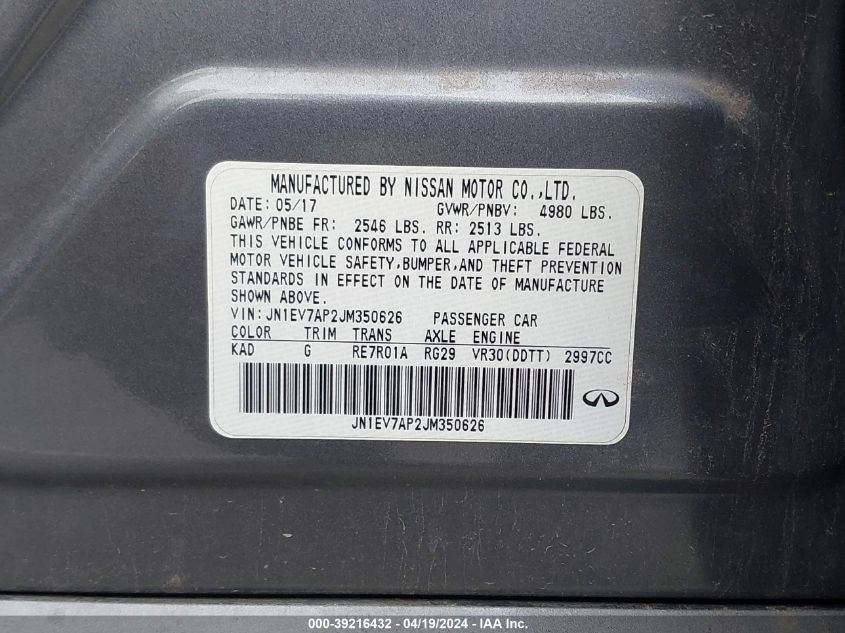 MANUFACTURED BY NISSAN MOTOR CO.,LTD.
DATE: 05/17 GVWR/PNBV: 4980 LBS.
GAWR/PNBE FR: 2546 LBS. RR: 2513 LBS.
THIS VEHICLE CONFORMS TO ALL APPLICABLE FEDERAL
MOTOR VEHICLE SAFETY,BUMPER,AND THEFT PREVENTION
STANDARDS IN EFFECT ON THE DATE OF MANUFACTURE
SHOWN ABOVE.
VIN: JN1EV7AP2JM350626 PASSENGER CAR
COLOR TRIM TRANS AXLE ENGINE
KAD G RE7R01A RG29 VR30(DDTT) 2997CC
JN1EV7AP2JM350626
000-39216432 - 04/19/2024 - IAAI.COM